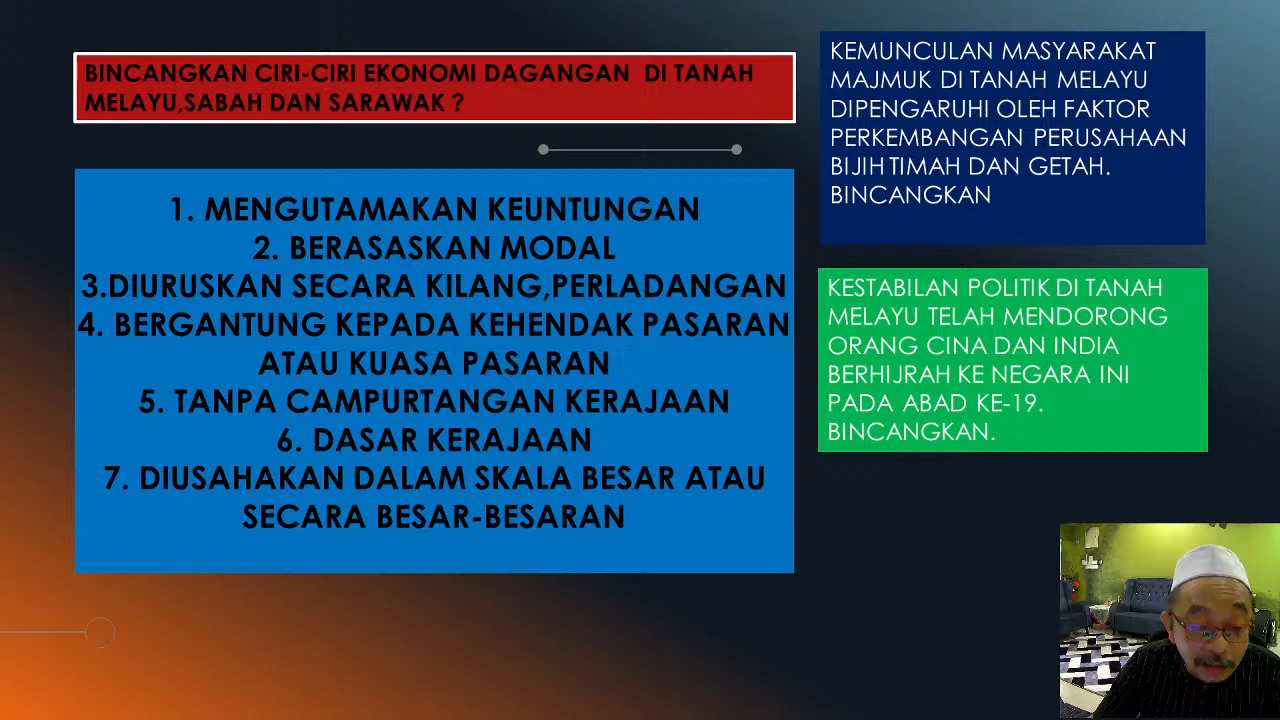 BINCANGKAN CIRI-CIRI EKONOMI DAGANGAN DI TANAH
MELAYU,SABAH DAN SARAWAK ?
1. MENGUTAMAKAN KEUNTUNGAN
2. BERASASKAN MODAL
3.DIURUSKAN SECARA KILANG,PERLADANGAN
4. BERGANTUNG KEPADA KEHENDAK PASARAN
ATAU KUASA PASARAN
5. TANPA CAMPURTANGAN KERAJAAN
6. DASAR KERAJAAN
7. DIUSAHAKAN DALAM SKALA BESAR ATAU
SECARA BESAR-BESARAN
KEMUNCULAN MASYARAKAT
MAJMUK DI TANAH MELAYU
DIPENGARUHI OLEH FAKTOR
PERKEMBANGAN PERUSAHAAN
BIJIH TIMAH DAN GETAH.
BINCANGKAN
KESTABILAN POLITIK DI TANAH
MELAYU TELAH MENDORONG
ORANG CINA DAN INDIA
BERHIJRAH KE NEGARA INI
PADA ABAD KE-19.
BINCANGKAN.